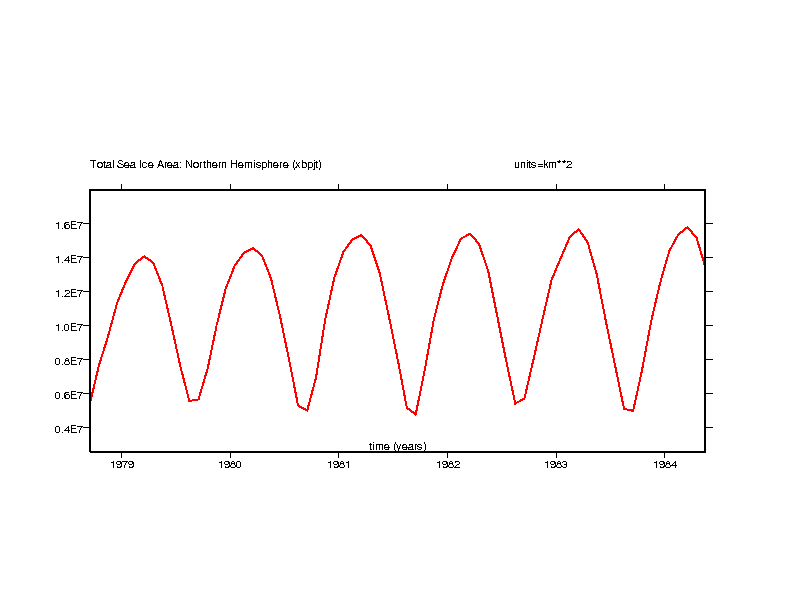 Total Sea Ice Area: Northern Hemisphere (xbpjt) units=km**2
1.6E7
1.4E7
1.2E7
1.0E7
0.8E7
0.6E7
0.4E7
time (years)
1979 1980 1981 1982 1983 1984